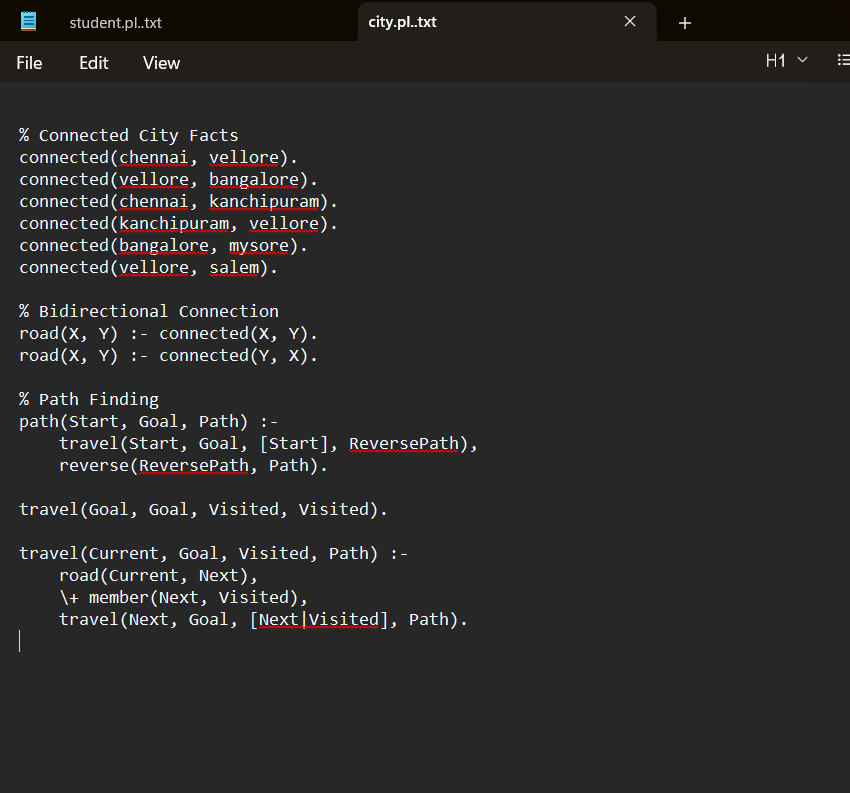 student.pl..txt
city.pl..txt
File Edit View
H1
% Connected City Facts
connected(chennai, vellore).
connected(vellore, bangalore).
connected(chennai, kanchipuram).
connected(kanchipuram, vellore).
connected(bangalore, mysore).
connected(vellore, salem).
% Bidirectional Connection
road(X, Y) :- connected(X, Y).
road(X, Y) :- connected(Y, X).
% Path Finding
path(Start, Goal, Path) :-
    travel(Start, Goal, [Start], ReversePath),
    reverse(ReversePath, Path).
travel(Goal, Goal, Visited, Visited).
travel(Current, Goal, Visited, Path) :-
    road(Current, Next),
    \+ member(Next, Visited),
    travel(Next, Goal, [Next|Visited], Path).